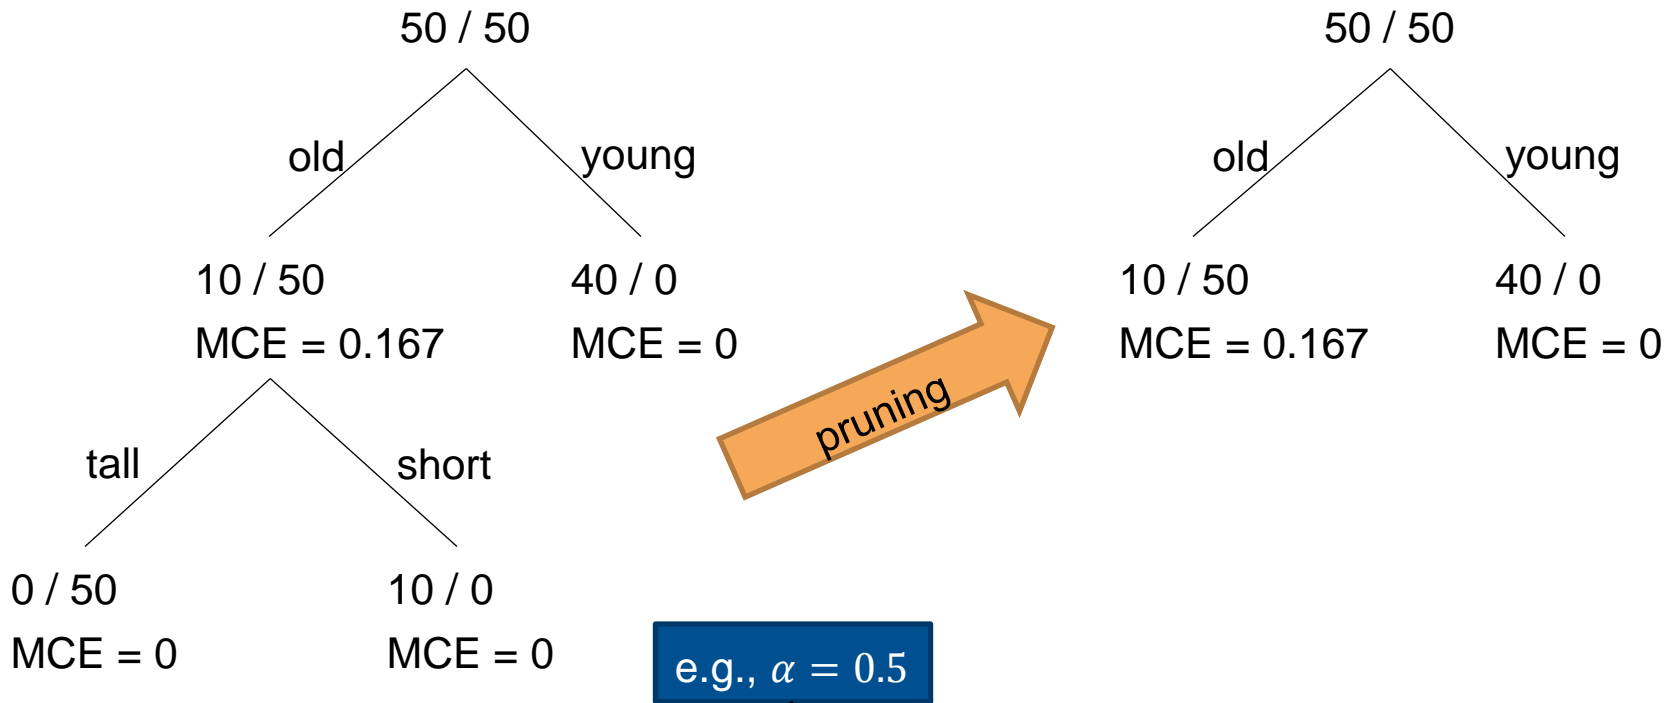 50 / 50
old
young
10 / 50
MCE = 0.167
40 / 0
MCE = 0
tall
short
0 / 50
MCE = 0
10 / 0
MCE = 0
pruning
e.g., α = 0.5
50 / 50
old
young
10 / 50
MCE = 0.167
40 / 0
MCE = 0